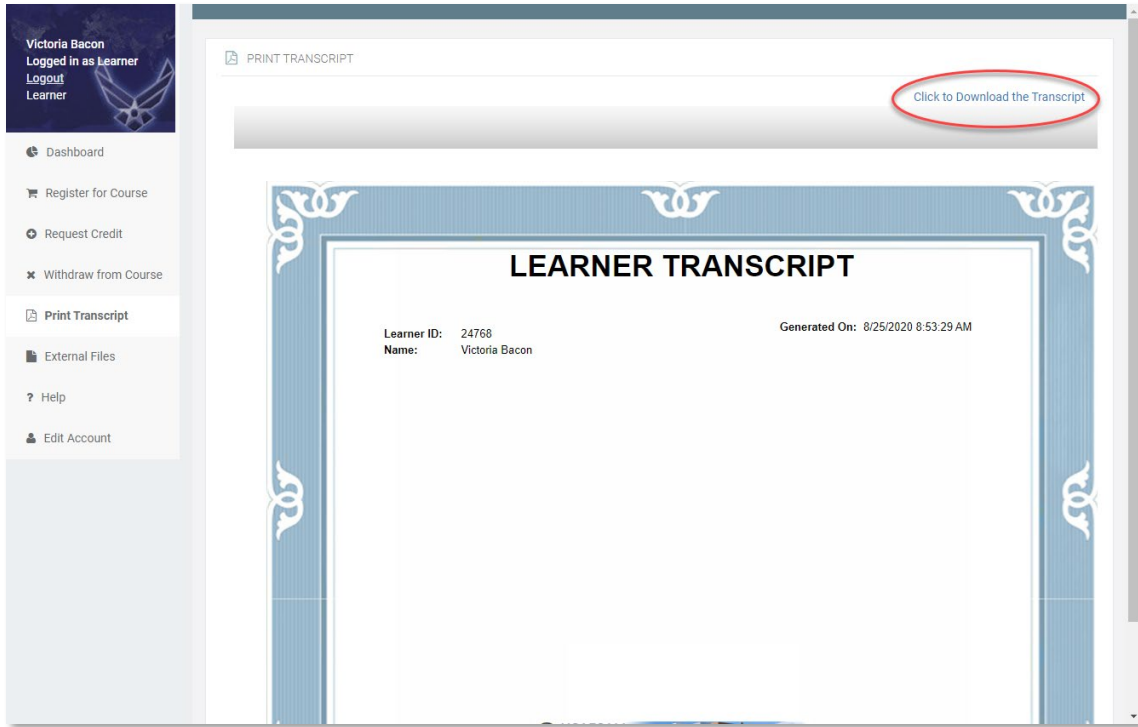 Victoria Bacon
Logged in as Learner
Logout
Learner
Dashboard
Register for Course
Request Credit
Withdraw from Course
Print Transcript
External Files
? Help
Edit Account
PRINT TRANSCRIPT
Click to Download the Transcript
LEARNER TRANSCRIPT
Learner ID: 24768
Generated On: 8/25/2020 8:53:29 AM
Name: Victoria Bacon